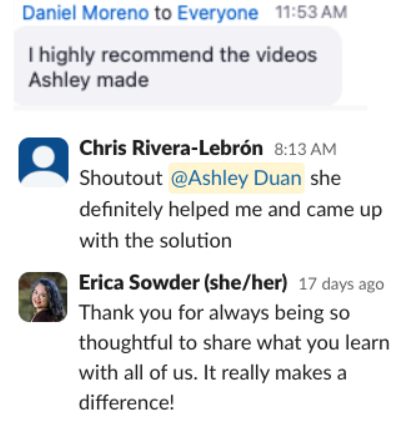 Daniel Moreno to Everyone 11:53 AM
I highly recommend the videos
Ashley made
Chris Rivera-Lebrón 8:13 AM
Shoutout @Ashley Duan she
definitely helped me and came up
with the solution
Erica Sowder (she/her) 17 days ago
Thank you for always being so
thoughtful to share what you learn
with all of us. It really makes a
difference!